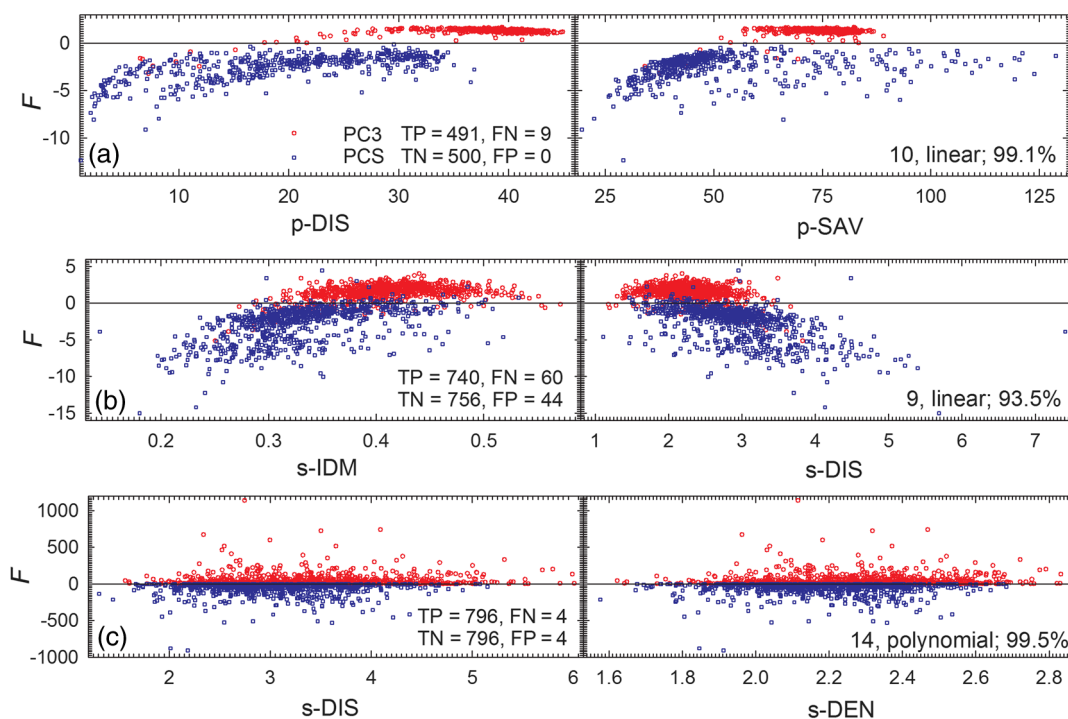 0
-5
-10
F
(a)
PC3 TP = 491, FN = 9
PCS TN = 500, FP = 0
10, linear; 99.1%
10 20 30 40
25 50 75 100 125
p-DIS
p-SAV
5
0
-5
-10
-15
F
(b)
TP = 740, FN = 60
TN = 756, FP = 44
9, linear; 93.5%
0.2 0.3 0.4 0.5
1 2 3 4 5 6 7
s-IDM
s-DIS
1000
500
0
-500
-1000
F
(c)
TP = 796, FN = 4
TN = 796, FP = 4
14, polynomial; 99.5%
2 3 4 5 6
1.6 1.8 2.0 2.2 2.4 2.6 2.8
s-DIS
s-DEN